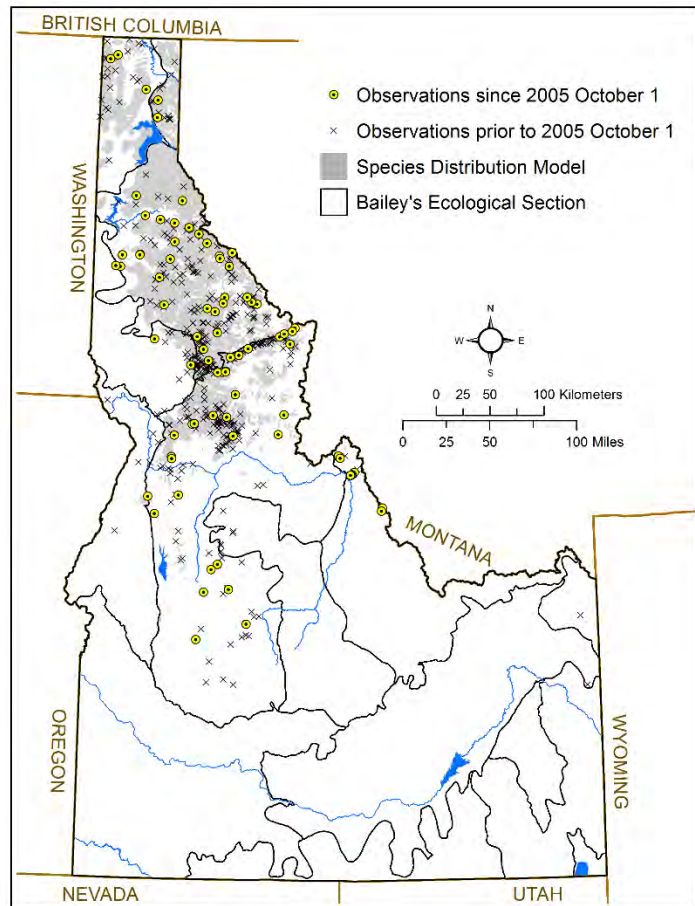 BRITISH COLUMBIA
Observations since 2005 October 1
Observations prior to 2005 October 1
Species Distribution Model
Bailey's Ecological Section
WASHINGTON
N
W E
S
0 25 50 100 Kilometers
0 25 50 100 Miles
MONTANA
OREGON
WYOMING
NEVADA UTAH